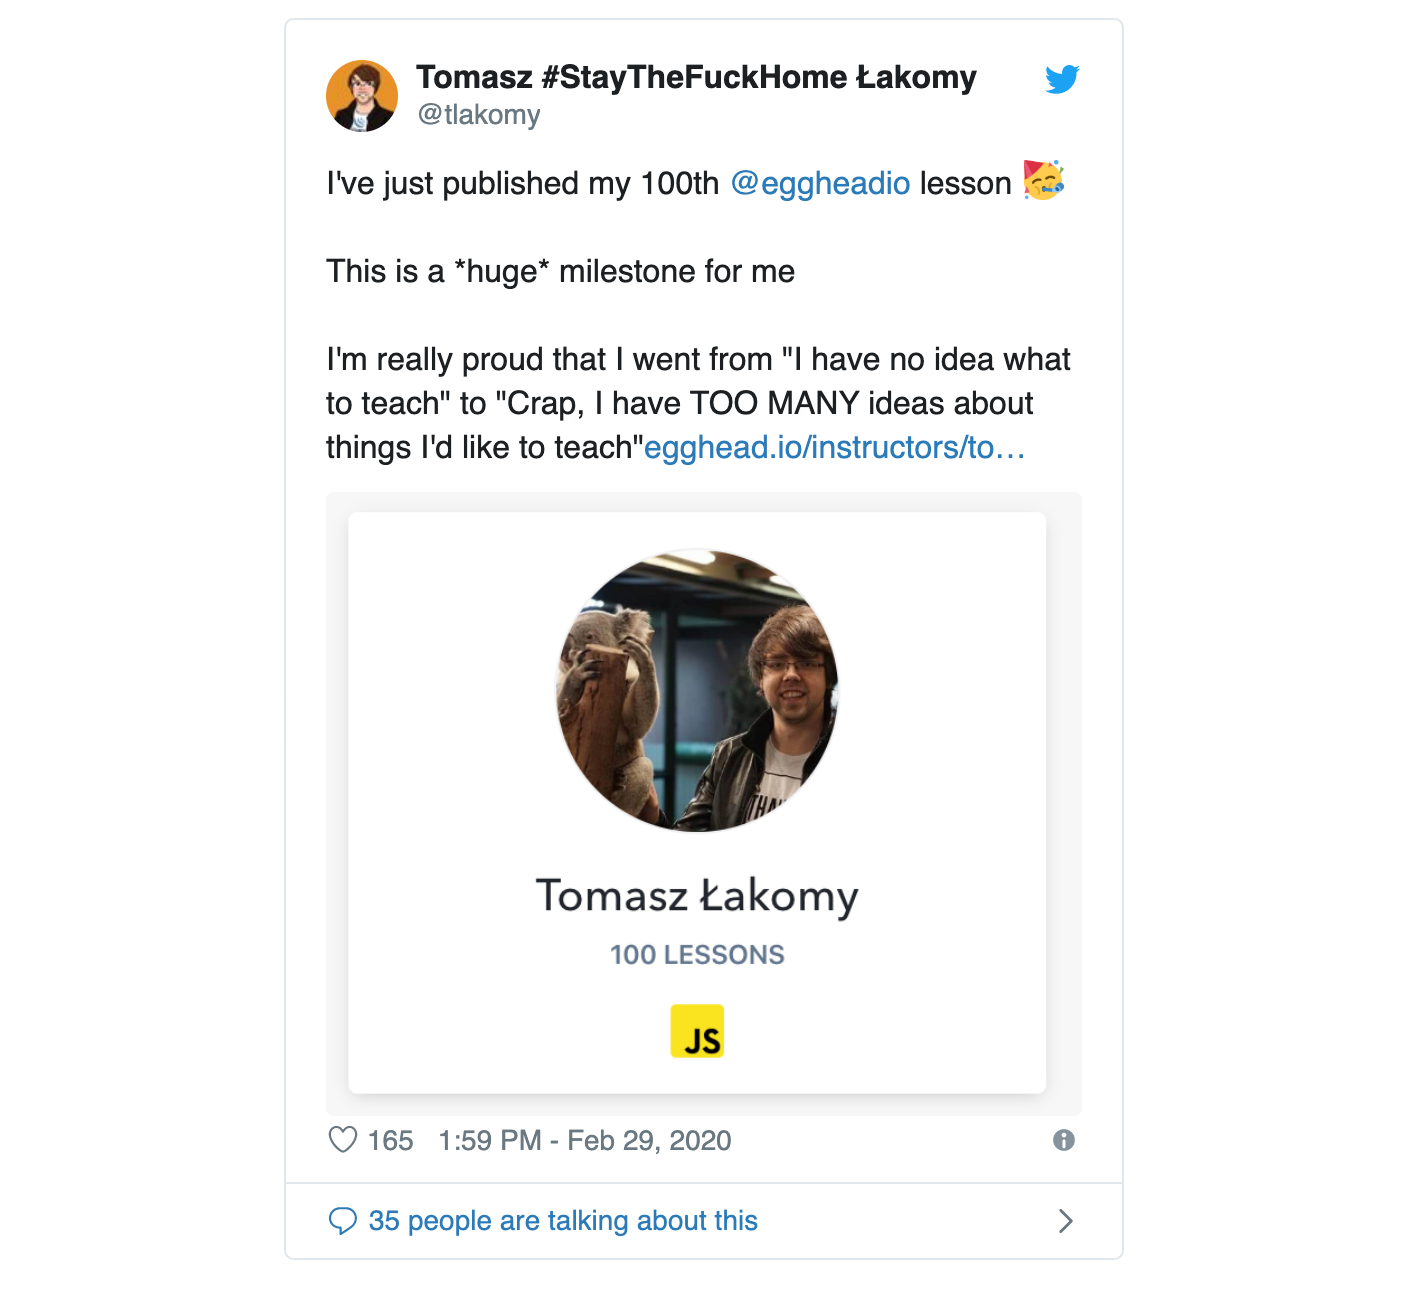 Tomasz #StayTheFuckHome Łakomy
@tlakomy
I've just published my 100th @eggheadio lesson 🥳
This is a *huge* milestone for me
I'm really proud that I went from "I have no idea what
to teach" to "Crap, I have TOO MANY ideas about
things I'd like to teach"egghead.io/instructors/to…
THA
Tomasz Łakomy
100 LESSONS
JS
165 1:59 PM - Feb 29, 2020
35 people are talking about this